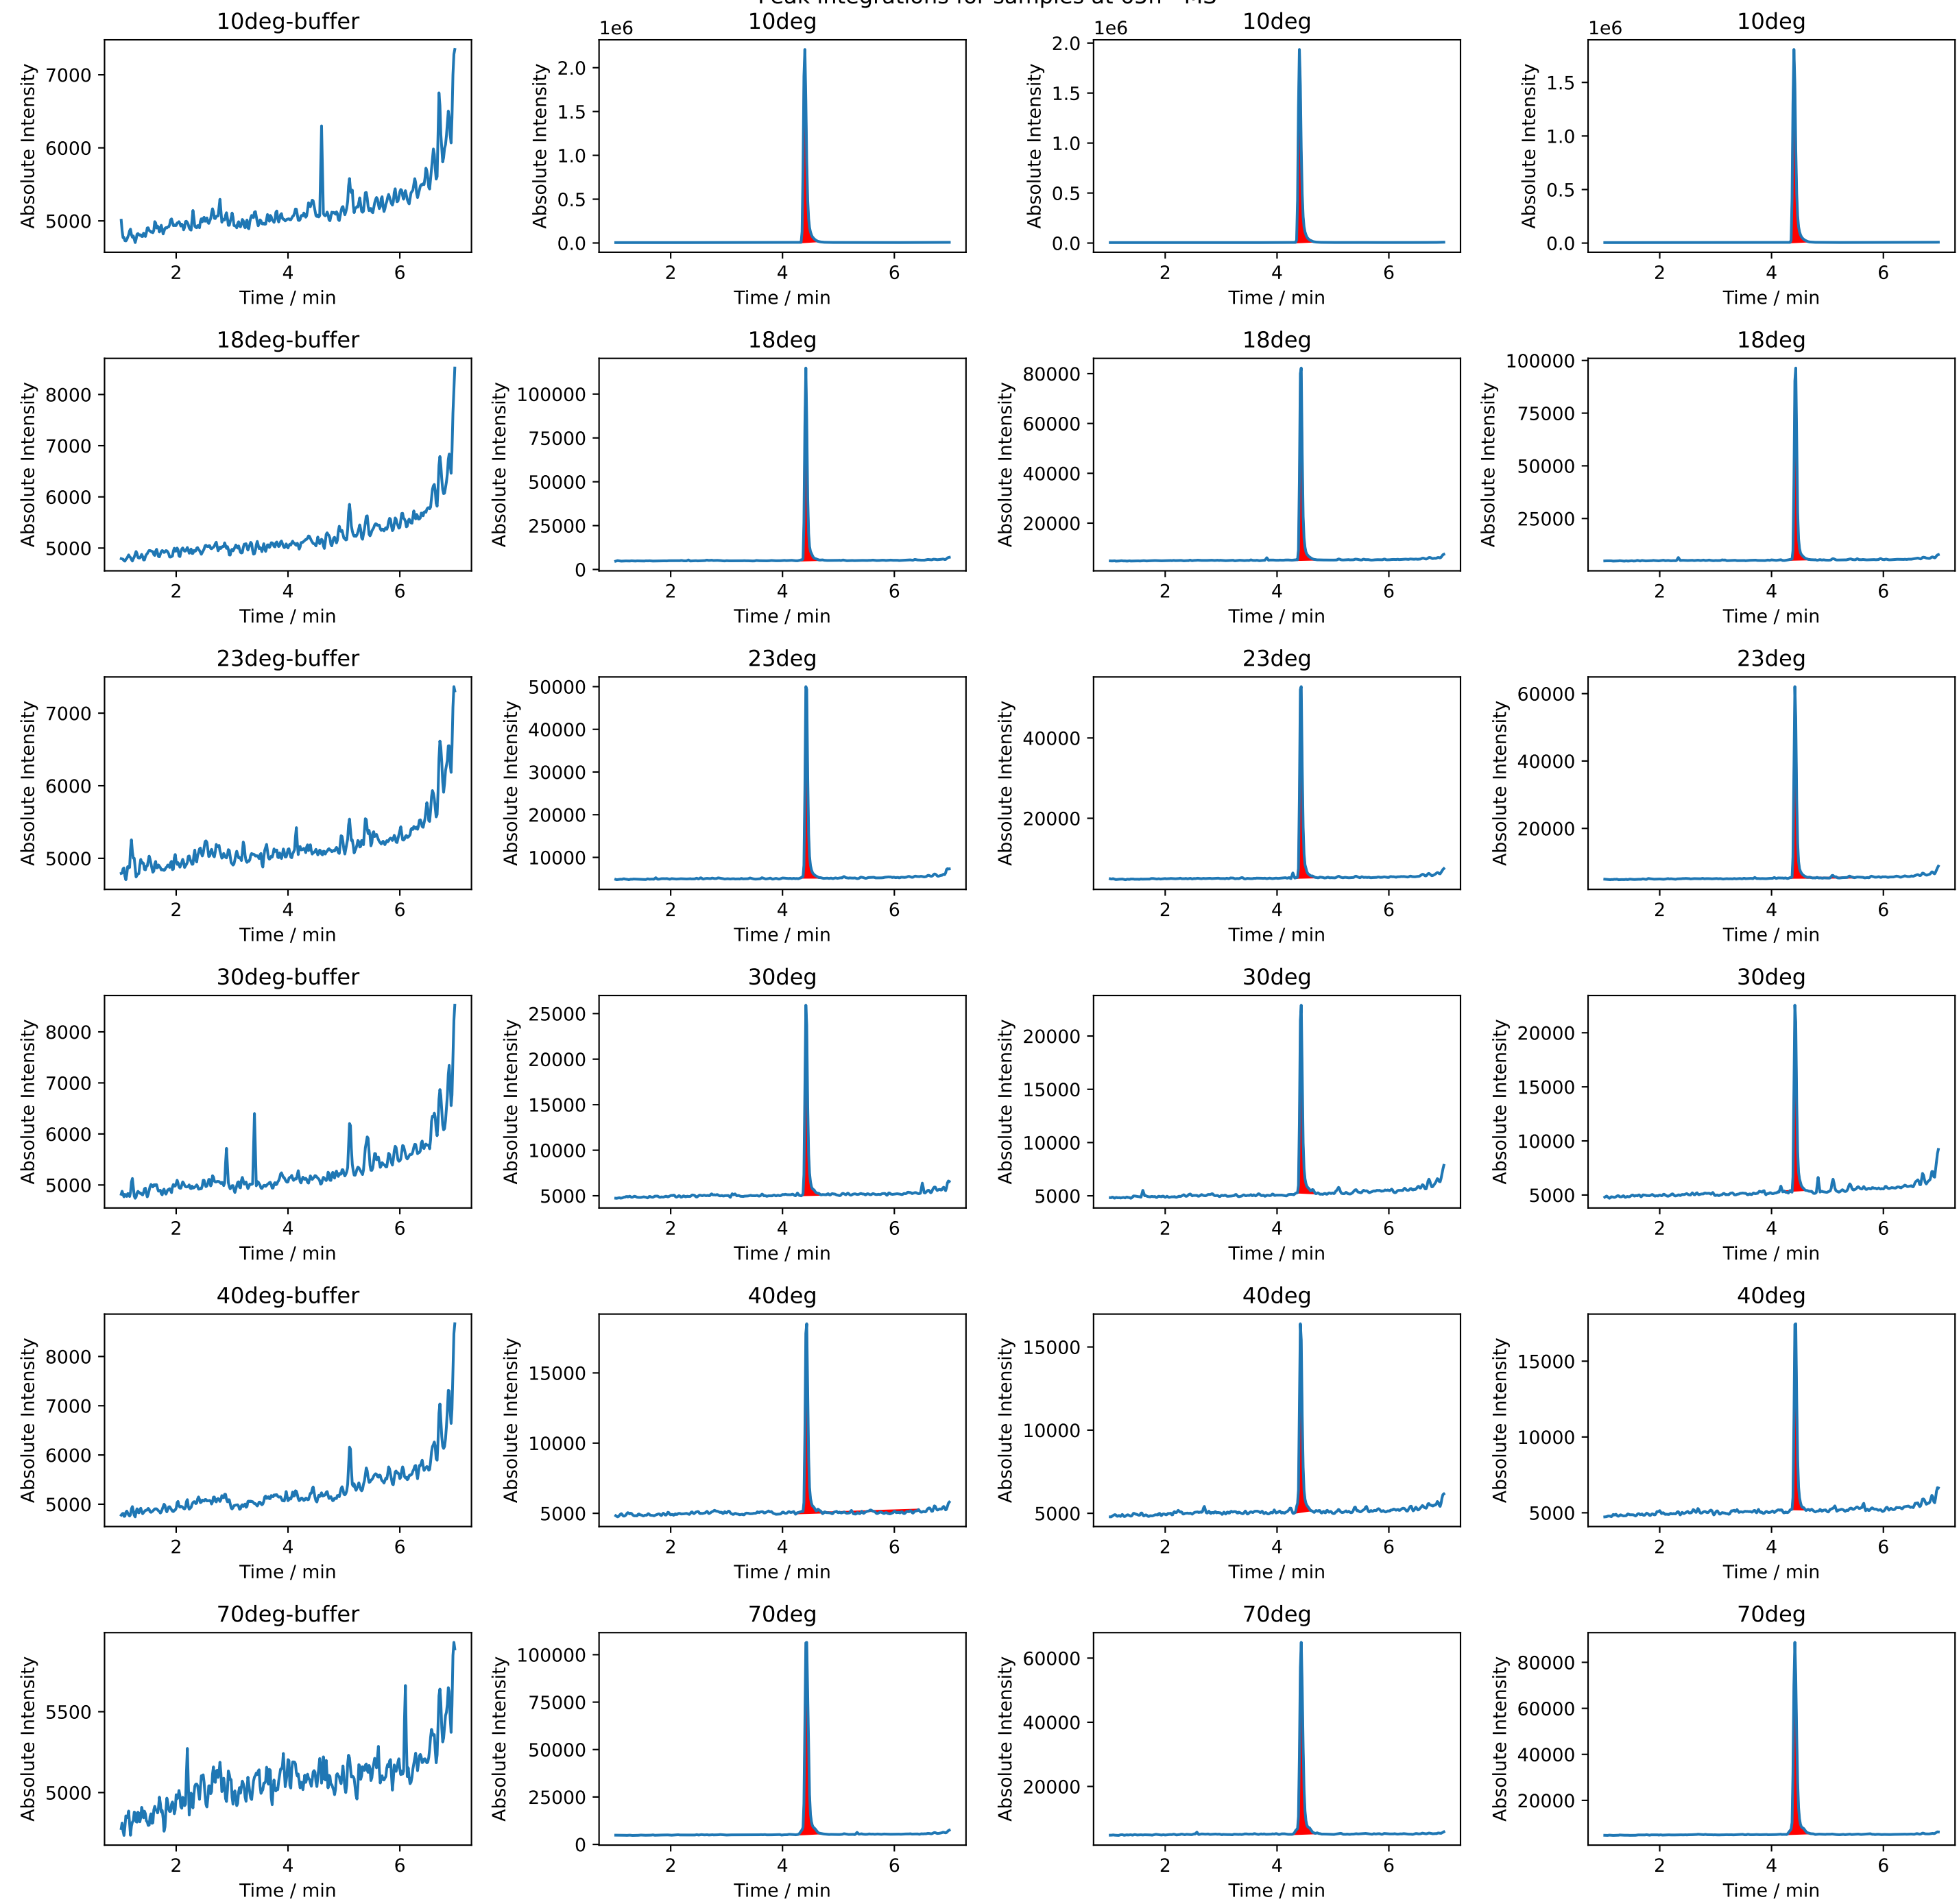 Peak integrations for samples at - MS
10deg-buffer
Absolute Intensity
7000
6000
5000
2 4 6
Time / min
10deg
1e6
Absolute Intensity
2.0
1.5
1.0
0.5
0.0
2 4 6
Time / min
10deg
1e6
Absolute Intensity
2.0
1.5
1.0
0.5
0.0
2 4 6
Time / min
10deg
1e6
Absolute Intensity
1.5
1.0
0.5
0.0
2 4 6
Time / min
18deg-buffer
Absolute Intensity
8000
7000
6000
5000
2 4 6
Time / min
18deg
Absolute Intensity
100000
75000
50000
25000
0
2 4 6
Time / min
18deg
Absolute Intensity
80000
60000
40000
20000
2 4 6
Time / min
18deg
Absolute Intensity
100000
75000
50000
25000
2 4 6
Time / min
23deg-buffer
Absolute Intensity
7000
6000
5000
2 4 6
Time / min
23deg
Absolute Intensity
50000
40000
30000
20000
10000
2 4 6
Time / min
23deg
Absolute Intensity
40000
20000
2 4 6
Time / min
23deg
Absolute Intensity
60000
40000
20000
2 4 6
Time / min
30deg-buffer
Absolute Intensity
8000
7000
6000
5000
2 4 6
Time / min
30deg
Absolute Intensity
25000
20000
15000
10000
5000
2 4 6
Time / min
30deg
Absolute Intensity
20000
15000
10000
5000
2 4 6
Time / min
30deg
Absolute Intensity
20000
15000
10000
5000
2 4 6
Time / min
40deg-buffer
Absolute Intensity
8000
7000
6000
5000
2 4 6
Time / min
40deg
Absolute Intensity
15000
10000
5000
2 4 6
Time / min
40deg
Absolute Intensity
15000
10000
5000
2 4 6
Time / min
40deg
Absolute Intensity
15000
10000
5000
2 4 6
Time / min
70deg-buffer
Absolute Intensity
5500
5000
2 4 6
Time / min
70deg
Absolute Intensity
100000
75000
50000
25000
0
2 4 6
Time / min
70deg
Absolute Intensity
60000
40000
20000
2 4 6
Time / min
70deg
Absolute Intensity
80000
60000
40000
20000
2 4 6
Time / min